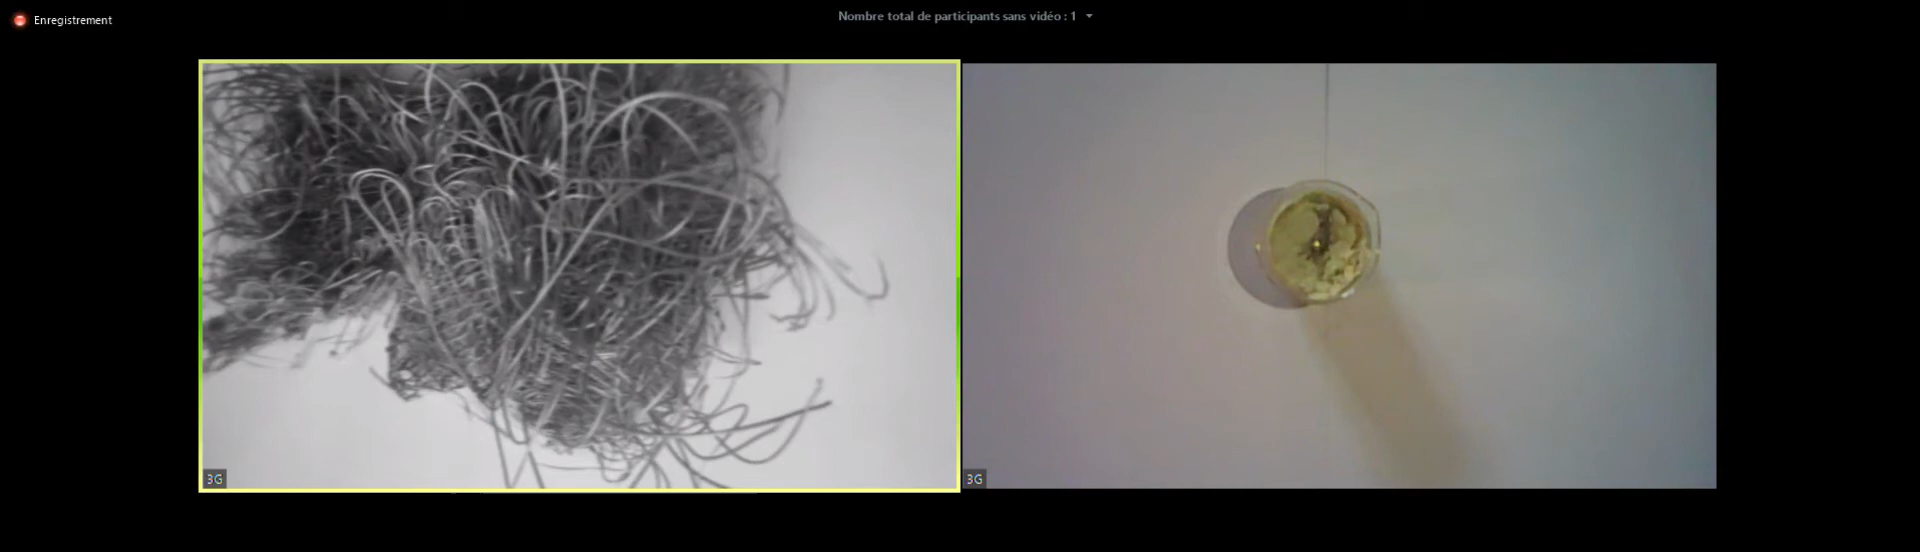 Enregistrement
Nombre total de participants sans vidéo : 1
3G
3G